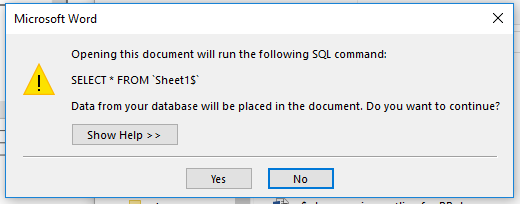 Microsoft Word
Opening this document will run the following SQL command:
SELECT * FROM `Sheet1$`
Data from your database will be placed in the document. Do you want to continue?
Show Help >>
Yes
No